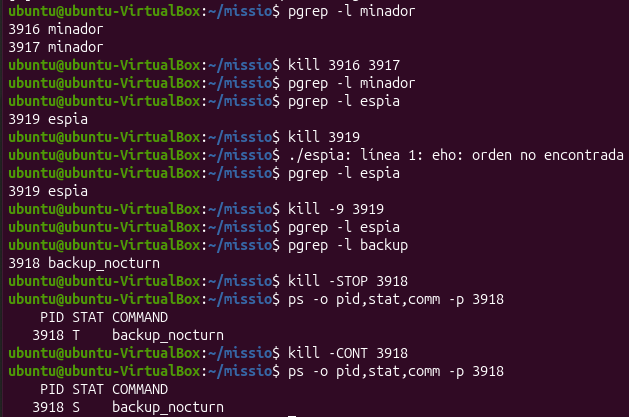 ubuntu@ubuntu-VirtualBox:~/missio$ pgrep -l minador
3916 minador
3917 minador
ubuntu@ubuntu-VirtualBox:~/missio$ kill 3916 3917
ubuntu@ubuntu-VirtualBox:~/missio$ pgrep -l minador
ubuntu@ubuntu-VirtualBox:~/missio$ pgrep -l espia
3919 espia
ubuntu@ubuntu-VirtualBox:~/missio$ kill 3919
ubuntu@ubuntu-VirtualBox:~/missio$ ./espia: línea 1: eho: orden no encontrada
ubuntu@ubuntu-VirtualBox:~/missio$ pgrep -l espia
3919 espia
ubuntu@ubuntu-VirtualBox:~/missio$ kill -9 3919
ubuntu@ubuntu-VirtualBox:~/missio$ pgrep -l espia
ubuntu@ubuntu-VirtualBox:~/missio$ pgrep -l backup
3918 backup_nocturn
ubuntu@ubuntu-VirtualBox:~/missio$ kill -STOP 3918
ubuntu@ubuntu-VirtualBox:~/missio$ ps -o pid,stat,comm -p 3918
    PID STAT COMMAND
   3918 T    backup_nocturn
ubuntu@ubuntu-VirtualBox:~/missio$ kill -CONT 3918
ubuntu@ubuntu-VirtualBox:~/missio$ ps -o pid,stat,comm -p 3918
    PID STAT COMMAND
   3918 S    backup_nocturn